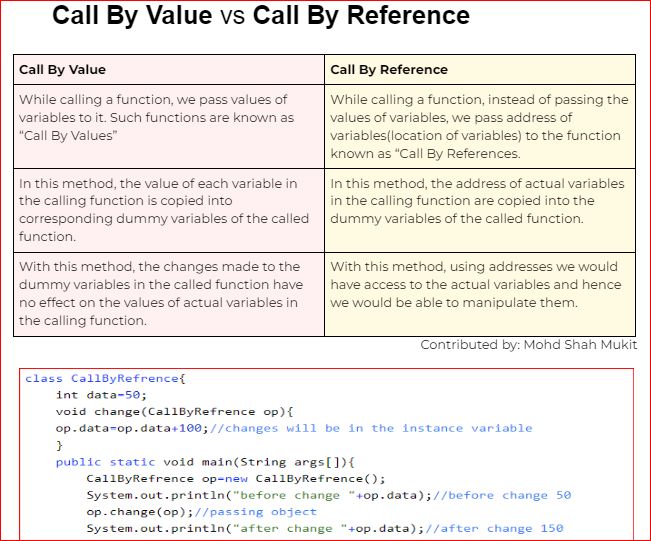 Call By Value vs Call By Reference
Call By Value
Call By Reference
While calling a function, we pass values of
variables to it. Such functions are known as
“Call By Values”
While calling a function, instead of passing the
values of variables, we pass address of
variables(location of variables) to the function
known as “Call By References.
In this method, the value of each variable in
the calling function is copied into
corresponding dummy variables of the called
function.
In this method, the address of actual variables
in the calling function are copied into the
dummy variables of the called function.
With this method, the changes made to the
dummy variables in the called function have
no effect on the values of actual variables in
the calling function.
With this method, using addresses we would
have access to the actual variables and hence
we would be able to manipulate them.
Contributed by: Mohd Shah Mukit
class CallByRefrence{
int data=50;
void change(CallByRefrence op){
op.data=op.data+100;//changes will be in the instance variable
}
public static void main(String args[]){
CallByRefrence op=new CallByRefrence();
System.out.println("before change "+op.data);//before change 50
op.change(op);//passing object
System.out.println("after change "+op.data);//after change 150